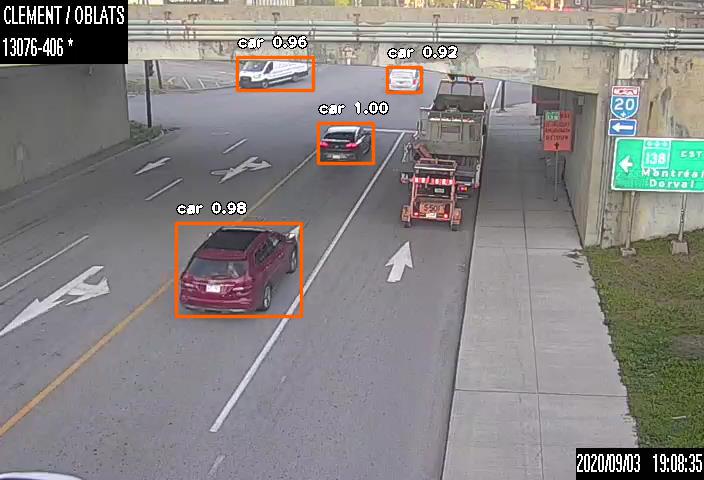 CLEMENT / OBLATS
13076-406 *
car 0.96
car 0.92
car 1.00
car 0.98
20
138
EST
Montréal
Dorval
2020/09/03 19:08:35